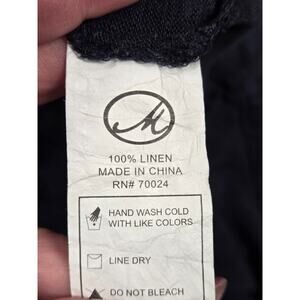 M
100% LINEN
MADE IN CHINA
RN# 70024
HAND WASH COLD
WITH LIKE COLORS
LINE DRY
DO NOT BLEACH